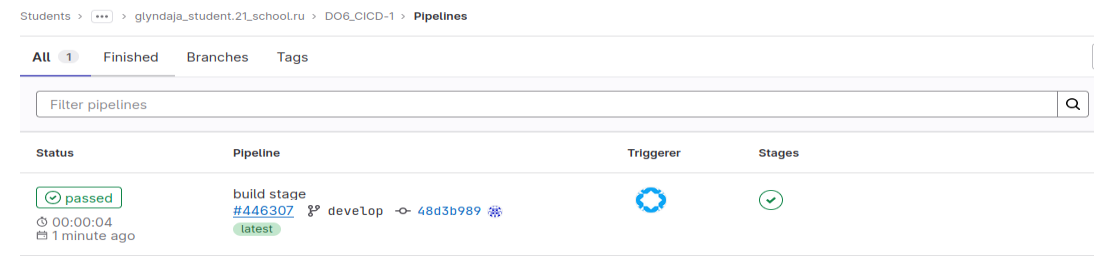 Students > ... > glyndaja_student.21_school.ru > DO6_CICD-1 > Pipelines
All 1 Finished Branches Tags
Filter pipelines
Status Pipeline Triggerer Stages
passed
00:00:04
1 minute ago
build stage
#446307 develop 48d3b989
latest